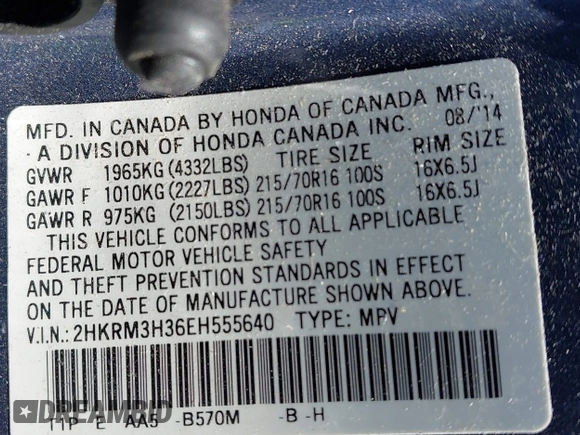 MFD. IN CANADA BY HONDA OF CANADA MFG.,
A DIVISION OF HONDA CANADA INC. 08/'14
GVWR 1965KG (4332LBS) TIRE SIZE RIM SIZE
GAWR F 1010KG (2227LBS) 215/70R16 100S 16X6.5J
GAWR R 975KG (2150LBS) 215/70R16 100S 16X6.5J
THIS VEHICLE CONFORMS TO ALL APPLICABLE
FEDERAL MOTOR VEHICLE SAFETY
AND THEFT PREVENTION STANDARDS IN EFFECT
ON THE DATE OF MANUFACTURE SHOWN ABOVE.
V.I.N.: 2HKRM3H36EH555640 TYPE: MPV
11P E AA5 -B570M -B -H
DEALERS
ADVANTAGE